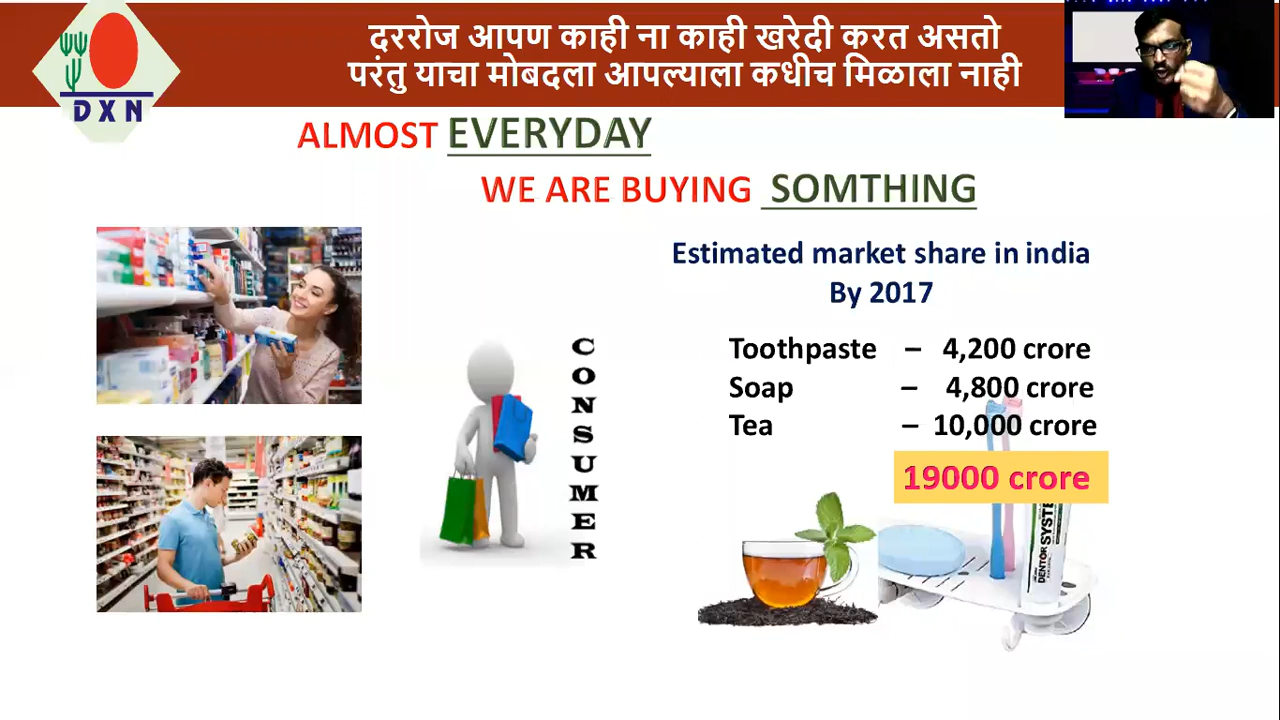 दररोज आपण काही ना काही खरेदी करत असतो
परंतु याचा मोबदला आपल्याला कधीच मिळाला नाही
DXN
ALMOST EVERYDAY
WE ARE BUYING SOMTHING
Estimated market share in india
By 2017
CONSUMER
Toothpaste – 4,200 crore
Soap – 4,800 crore
Tea – 10,000 crore
19000 crore
DENTOR SYSTE